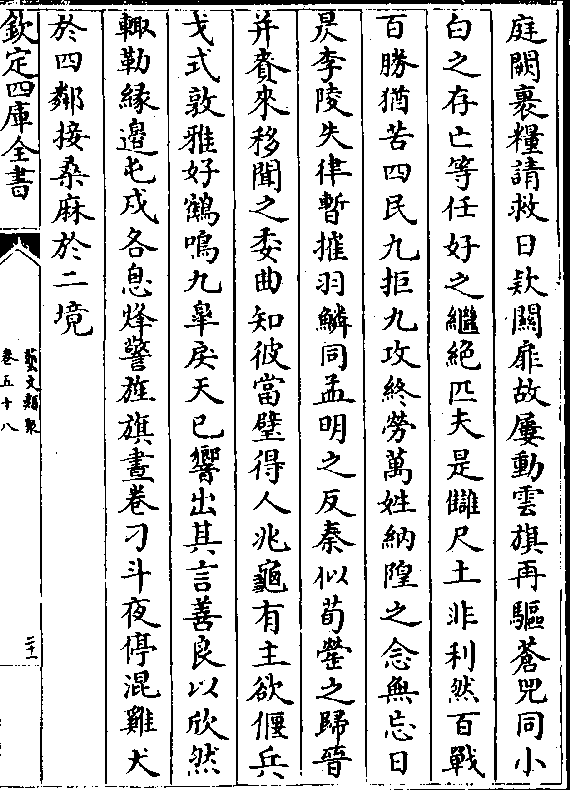 庭闕裹糧請救日款關扉故屢動雲旗再驅蒼兕同小
白之存亡等任好之繼絕匹夫是讎尺土非利然百戰
百勝猶苦四民九拒九攻終勞萬姓納隍之念無忘日
昃李陵失律暫摧羽鱗同孟明之反秦似荀罃之歸晉
并賚來移聞之委曲知彼當璧得人兆龜有主欲偃兵
戈式敦雅好鶴鳴九皐戾天已響出其言善良以欣然
輙勒緣邉屯戍各息烽警旌旗晝卷刁斗夜停混雞犬
於四鄰接桑麻於二境
欽定四庫全書
藝文類聚
卷五十八
二十一